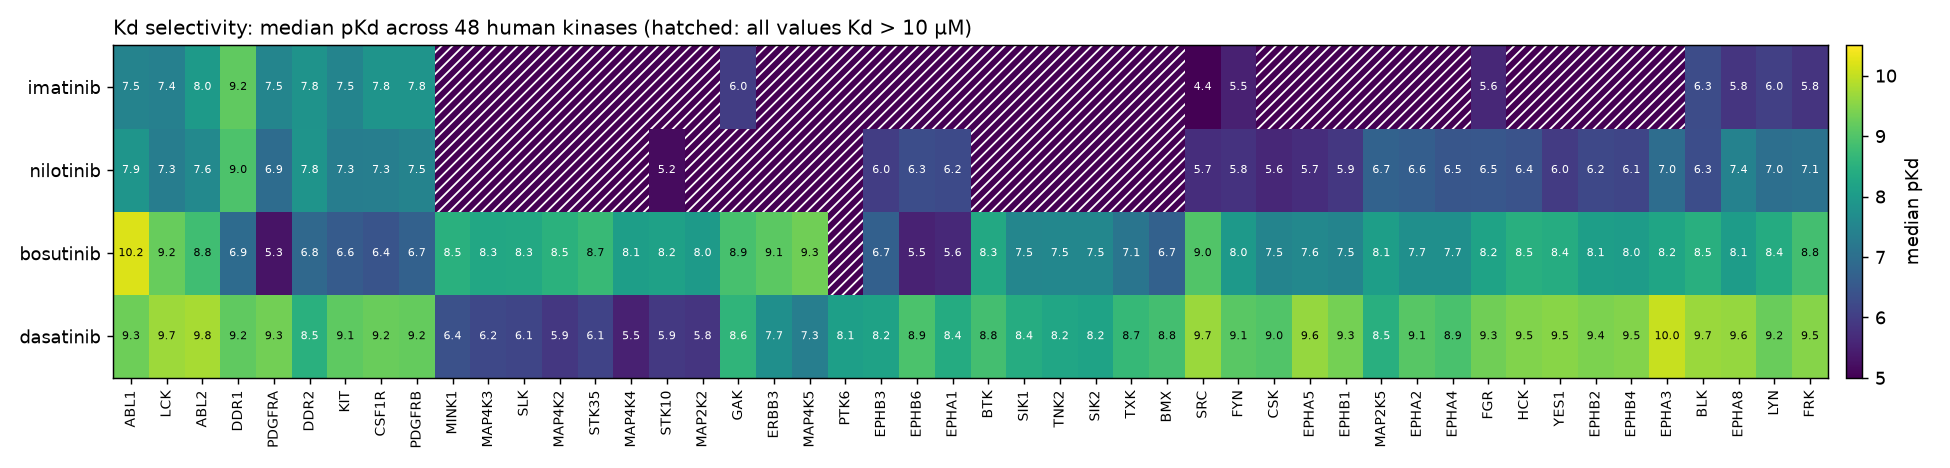 Kd selectivity: median pKd across 48 human kinases (hatched: all values Kd > 10 µM)
imatinib 7.5 7.4 8.0 9.2 7.5 7.8 7.5 7.8 7.8 6.0 4.4 5.5 5.6 6.3 5.8 6.0 5.8
nilotinib 7.9 7.3 7.6 9.0 6.9 7.8 7.3 7.3 7.5 5.2 6.0 6.3 6.2 5.7 5.8 5.6 5.7 5.9 6.7 6.6 6.5 6.5 6.4 6.0 6.2 6.1 7.0 6.3 7.4 7.0 7.1
bosutinib 10.2 9.2 8.8 6.9 5.3 6.8 6.6 6.4 6.7 8.5 8.3 8.3 8.5 8.7 8.1 8.2 8.0 8.9 9.1 9.3 6.7 5.5 5.6 8.3 7.5 7.5 7.5 7.1 6.7 9.0 8.0 7.5 7.6 7.5 8.1 7.7 7.7 8.2 8.5 8.4 8.1 8.0 8.2 8.5 8.1 8.4 8.8
dasatinib 9.3 9.7 9.8 9.2 9.3 8.5 9.1 9.2 9.2 6.4 6.2 6.1 5.9 6.1 5.5 5.9 5.8 8.6 7.7 7.3 8.1 8.2 8.9 8.4 8.8 8.4 8.2 8.2 8.7 8.8 9.7 9.1 9.0 9.6 9.3 8.5 9.1 8.9 9.3 9.5 9.5 9.4 9.5 10.0 9.7 9.6 9.2 9.5
ABL1 LCK ABL2 DDR1 PDGFRA DDR2 KIT CSF1R PDGFRB MINK1 MAP4K3 SLK MAP4K2 STK35 MAP4K4 STK10 MAP2K2 GAK ERBB3 MAP4K5 PTK6 EPHB3 EPHB6 EPHA1 BTK SIK1 TNK2 SIK2 TXK BMX SRC FYN CSK EPHA5 EPHB1 MAP2K5 EPHA2 EPHA4 FGR HCK YES1 EPHB2 EPHB4 EPHA3 BLK EPHA8 LYN FRK
10
9
8
7
6
5
median pKd